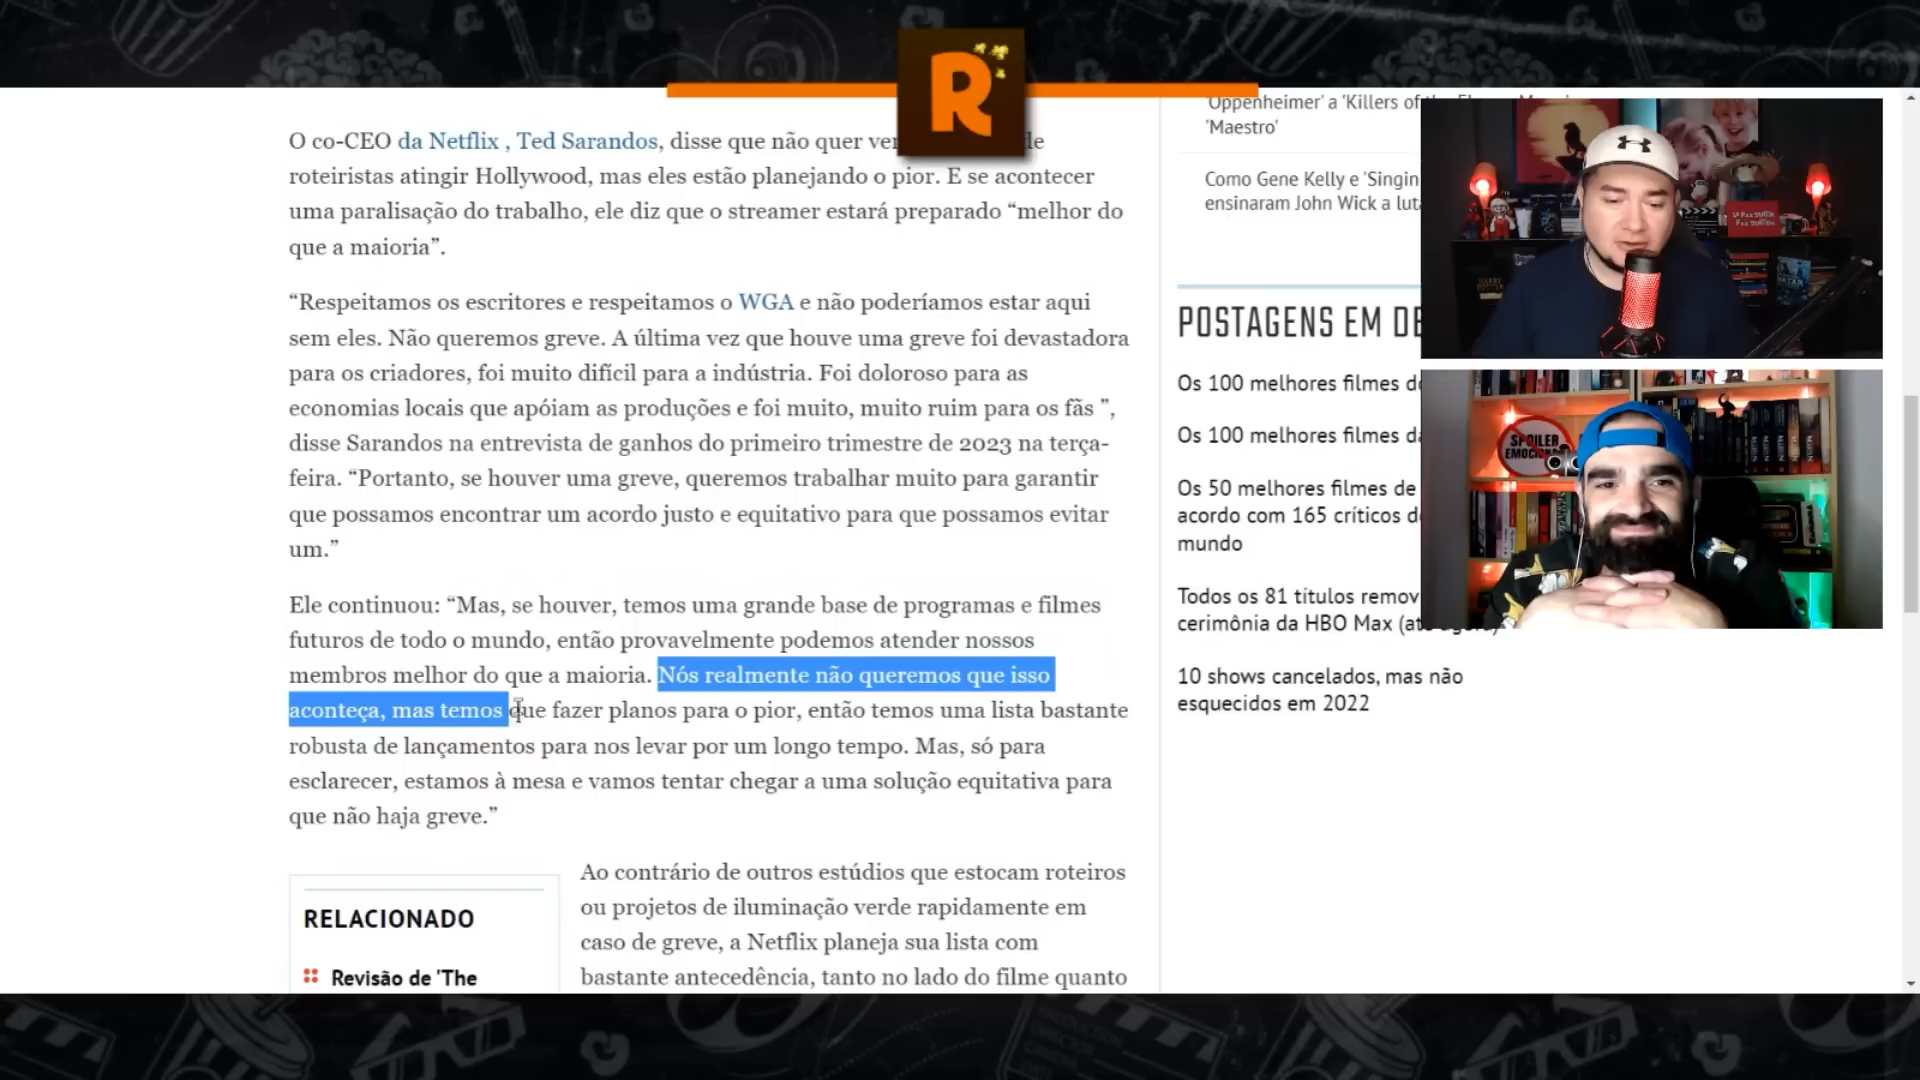 R
O co-CEO da Netflix , Ted Sarandos, disse que não quer
roteiristas atingir Hollywood, mas eles estão planejando o pior. E se acontecer
uma paralisação do trabalho, ele diz que o streamer estará preparado “melhor do
que a maioria”.
“Respeitamos os escritores e respeitamos o WGA e não poderíamos estar aqui
sem eles. Não queremos greve. A última vez que houve uma greve foi devastadora
para os criadores, foi muito difícil para a indústria. Foi doloroso para as
economias locais que apóiam as produções e foi muito, muito ruim para os fãs ”,
disse Sarandos na entrevista de ganhos do primeiro trimestre de 2023 na terça-
feira. “Portanto, se houver uma greve, queremos trabalhar muito para garantir
que possamos encontrar um acordo justo e equitativo para que possamos evitar
um.”
Ele continuou: “Mas, se houver, temos uma grande base de programas e filmes
futuros de todo o mundo, então provavelmente podemos atender nossos
membros melhor do que a maioria. Nós realmente não queremos que isso
aconteça, mas temos que fazer planos para o pior, então temos uma lista bastante
robusta de lançamentos para nos levar por um longo tempo. Mas, só para
esclarecer, estamos à mesa e vamos tentar chegar a uma solução equitativa para
que não haja greve.”
RELACIONADO
Revisão de 'The
Ao contrário de outros estúdios que estocam roteiros
ou projetos de iluminação verde rapidamente em
caso de greve, a Netflix planeja sua lista com
bastante antecedência, tanto no lado do filme quanto
'Oppenheimer' a 'Killers of
'Maestro'
Como Gene Kelly e 'Singin
ensinaram John Wick a
POSTAGENS EM
Os 100 melhores filmes
Os 100 melhores filmes
Os 50 melhores filmes de
acordo com 165 críticos
mundo
Todos os 81 títulos
cerimônia da HBO Max
10 shows cancelados, mas não
esquecidos em 2022
SPOILER